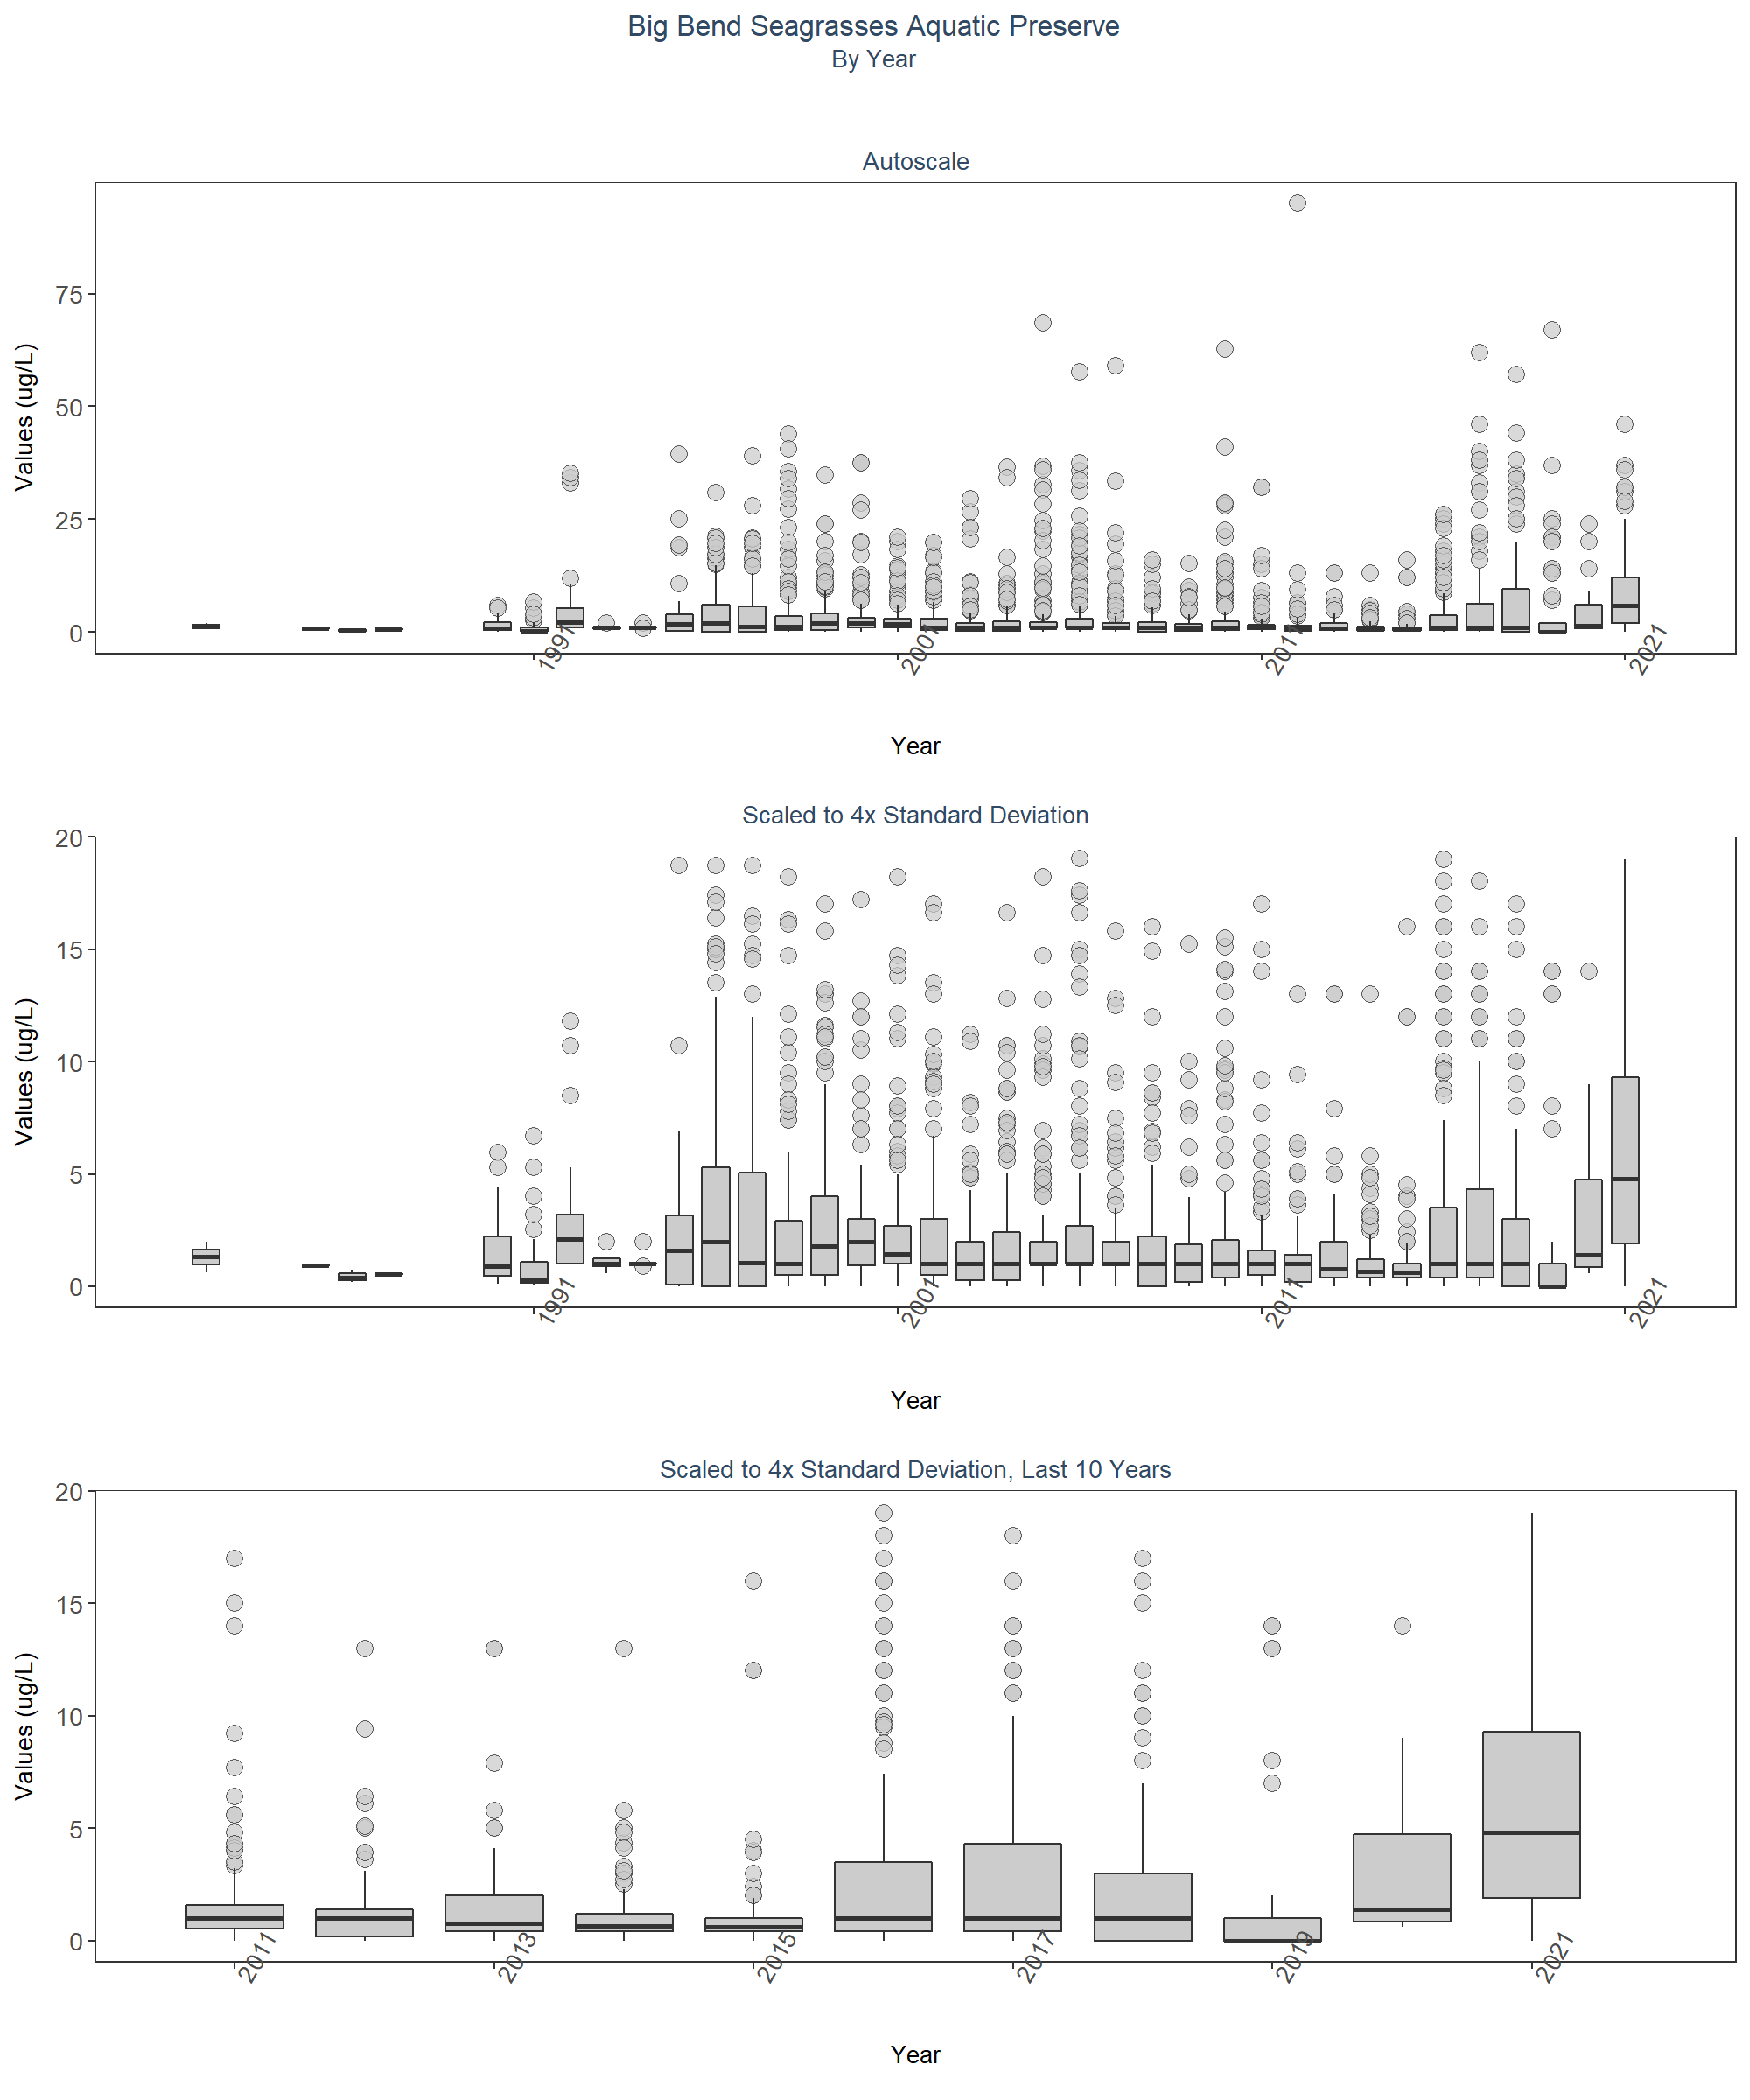 Big Bend Seagrasses Aquatic Preserve
By Year
Autoscale
Values (ug/L)
75
50
25
0
1991
2001
2011
2021
Year
Scaled to 4x Standard Deviation
Values (ug/L)
20
15
10
5
0
1991
2001
2011
2021
Year
Scaled to 4x Standard Deviation, Last 10 Years
Values (ug/L)
20
15
10
5
0
2011
2013
2015
2017
2019
2021
Year